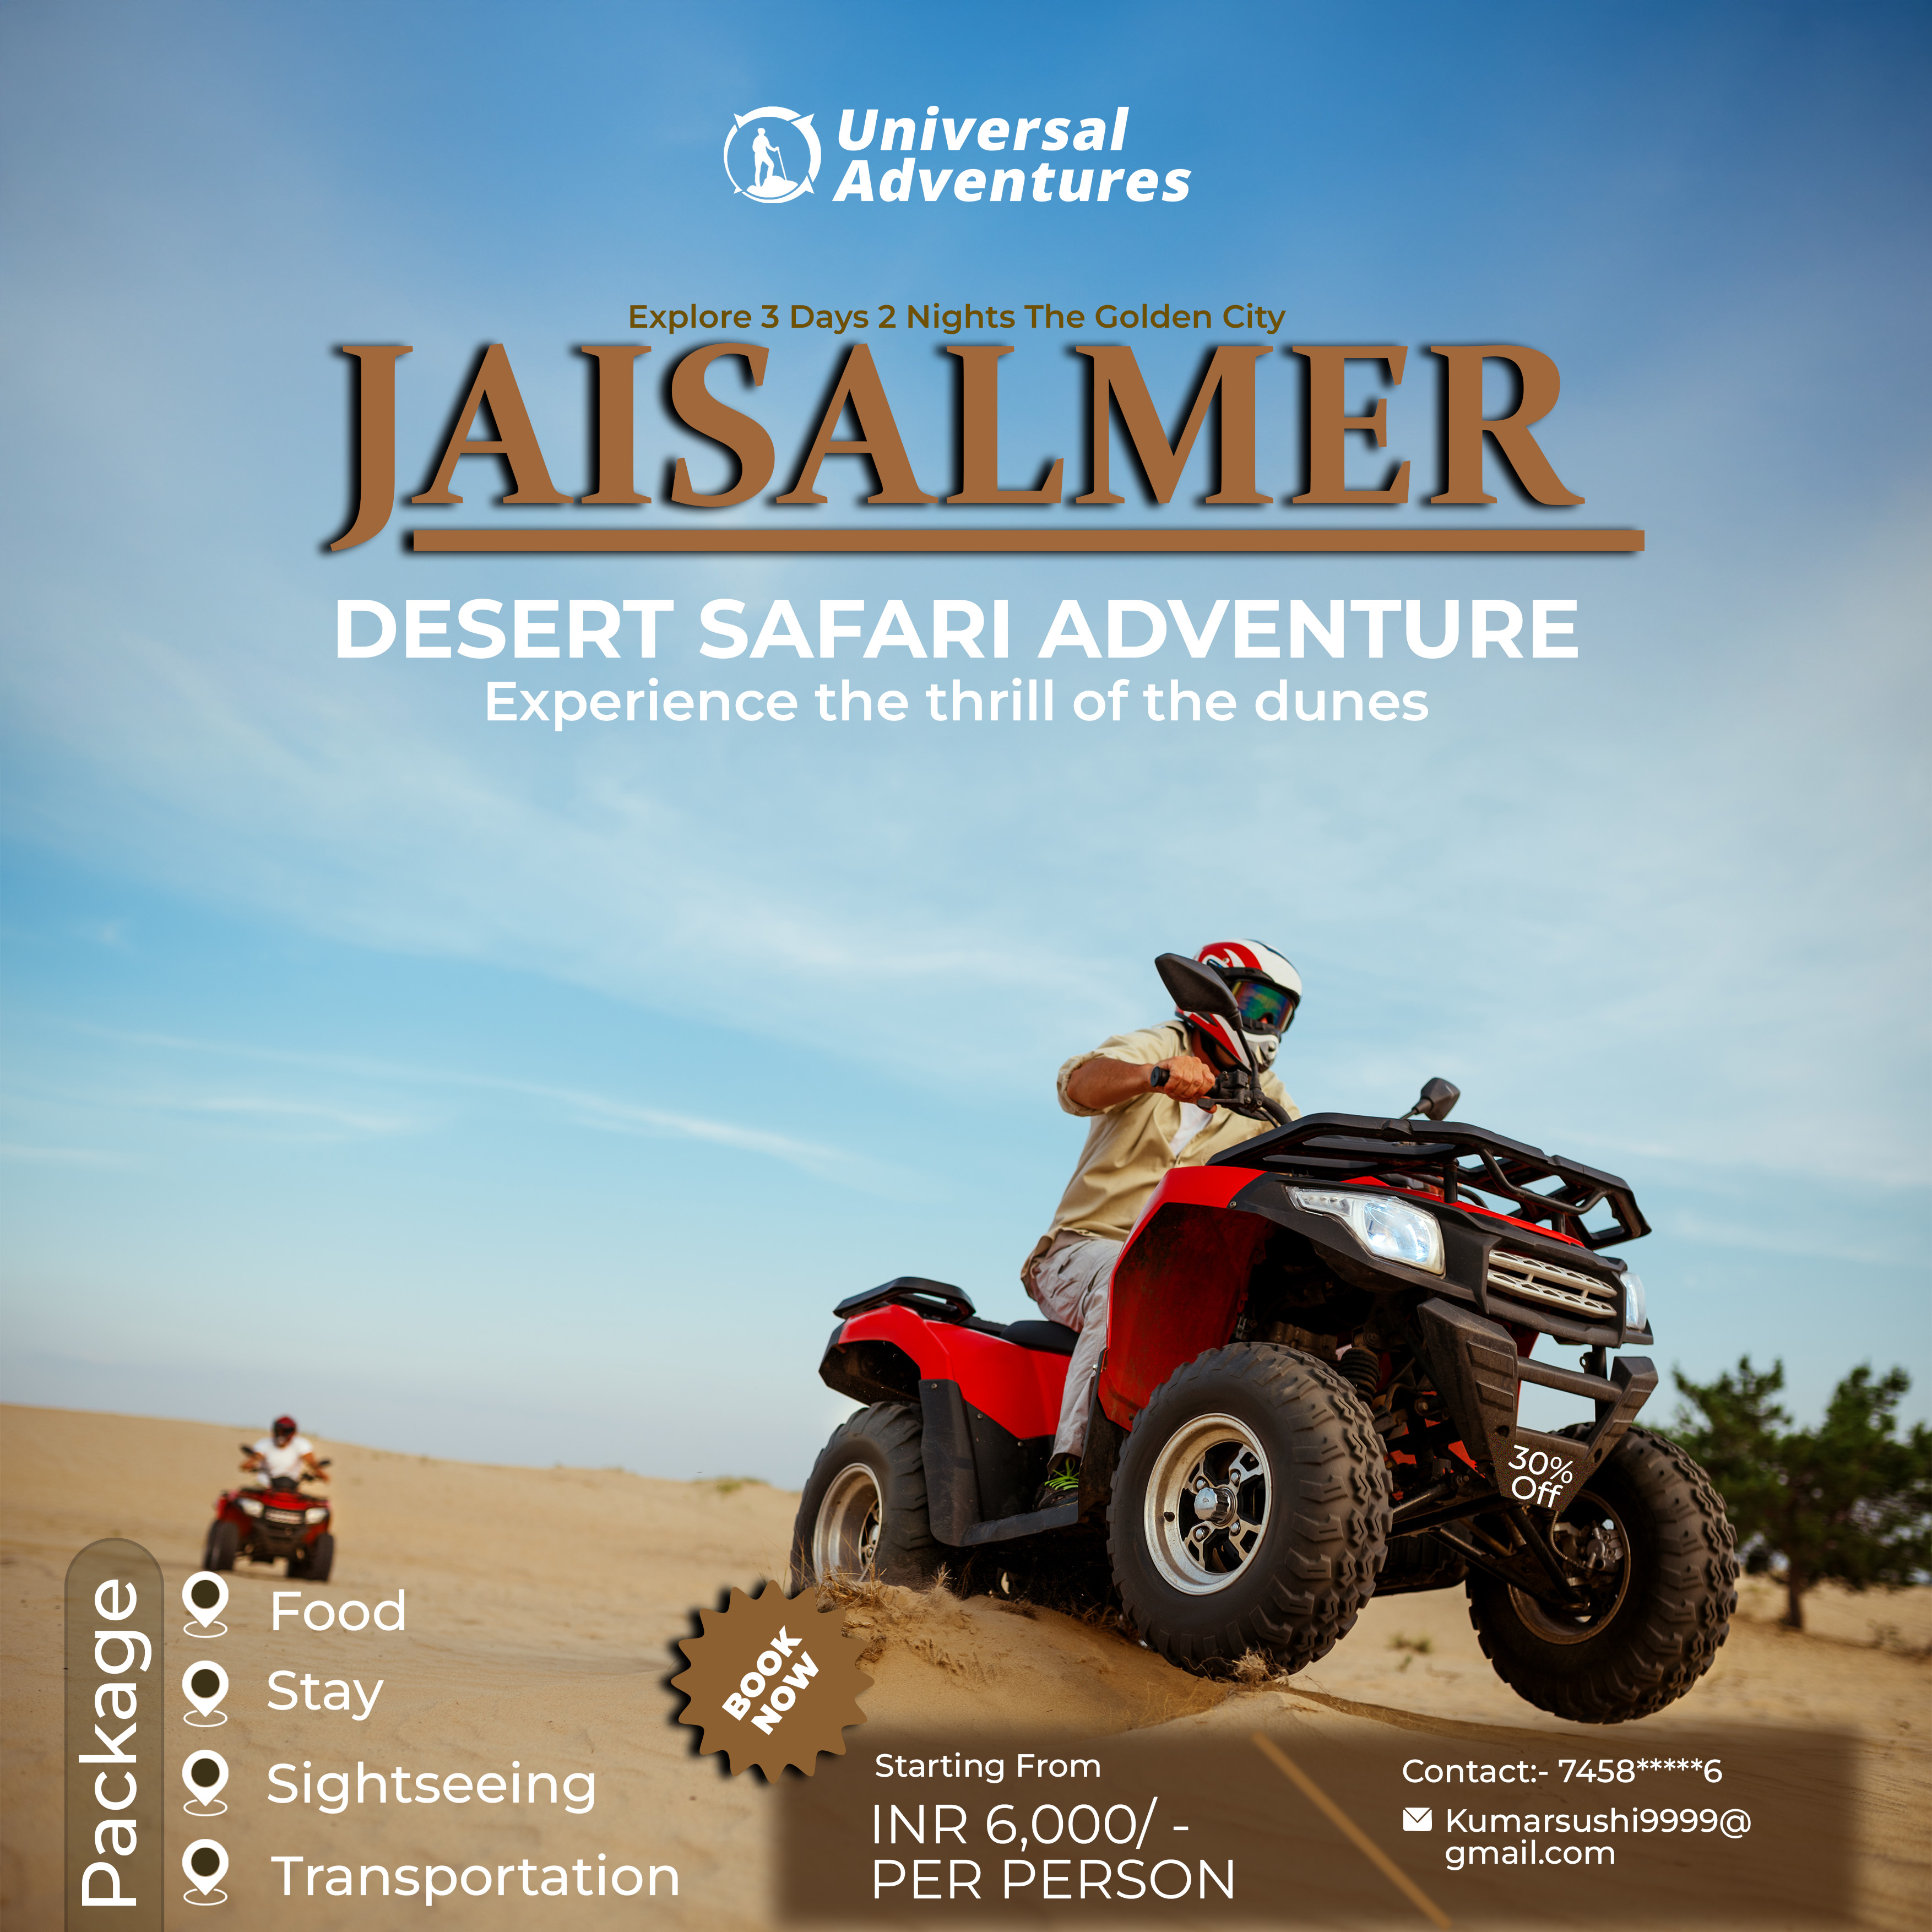 Universal
Adventures
Explore 3 Days 2 Nights The Golden City
JAISALMER
DESERT SAFARI ADVENTURE
Experience the thrill of the dunes
30%
Off
Package
Food
Stay
Sightseeing
Transportation
BOOK
NOW
Starting From
INR 6,000/ -
PER PERSON
Contact:- 7458*****6
Kumarsushi9999@
gmail.com